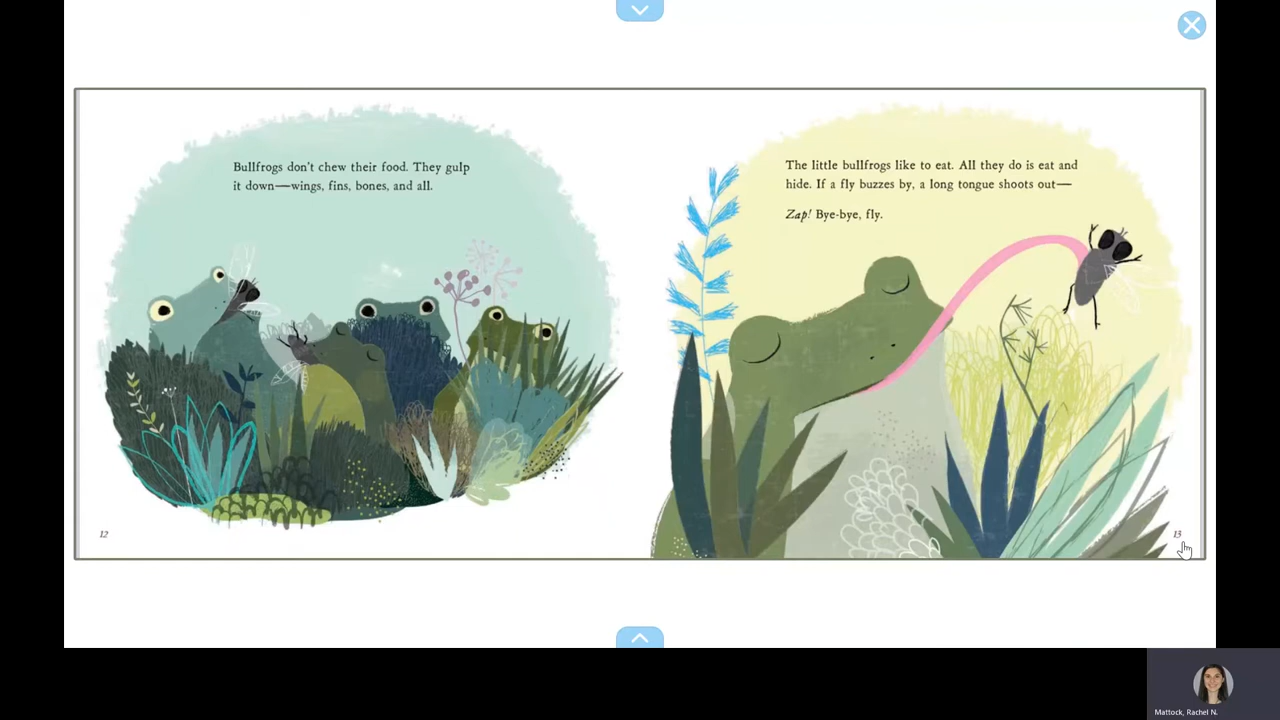 Bullfrogs don't chew their food. They gulp
it down—wings, fins, bones, and all.
12
The little bullfrogs like to eat. All they do is eat and
hide. If a fly buzzes by, a long tongue shoots out—
Zap! Bye-bye, fly.
13
Mattock, Rachel N.